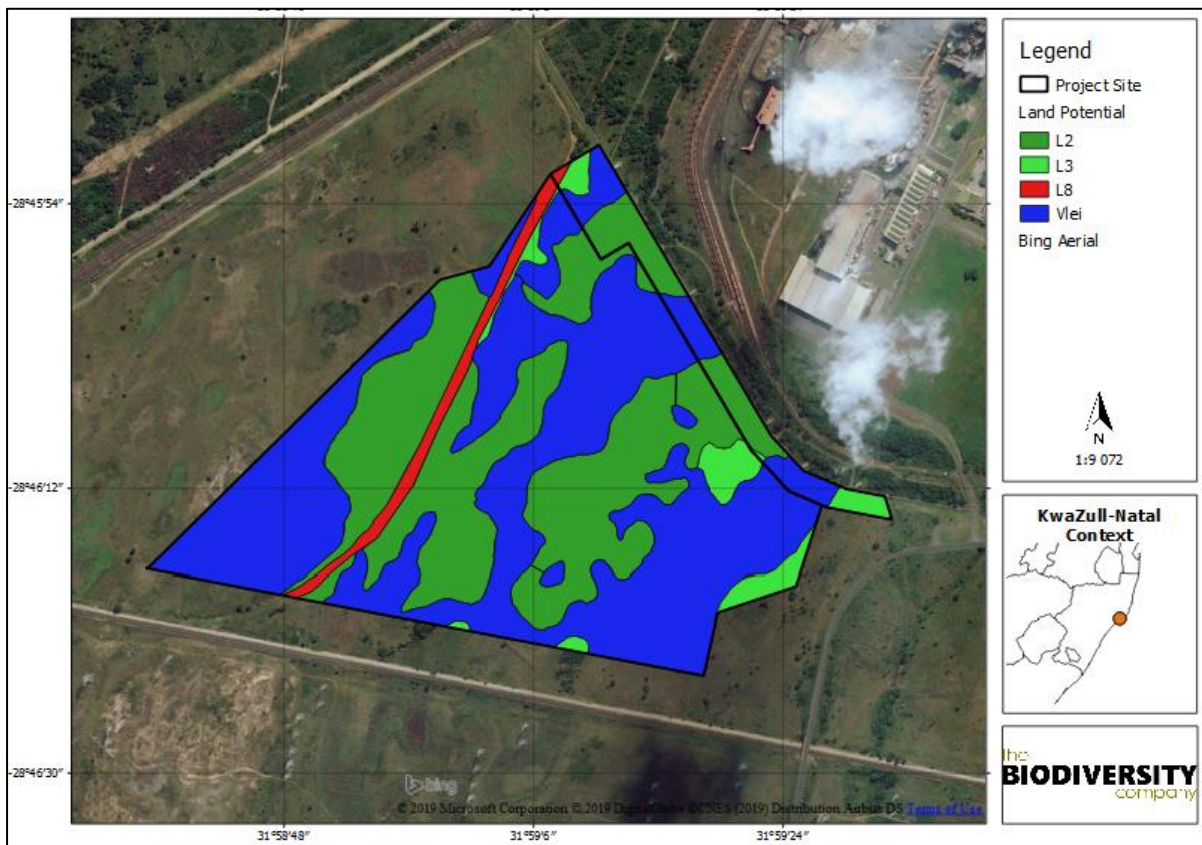 Legend
Project Site
Land Potential
L2
L3
L8
Vlei
Bing Aerial
N
1:9 072
KwaZull-Natal
Context
the
BIODIVERSITY
company
-28°45'54"
-28°46'12"
-28°46'30"
bing
© 2019 Microsoft Corporation © 2019 DigitalGlobe ©CNES (2019) Distribution Airbus DS Terms of Use
31°58'48"
31°59'6"
31°59'24"